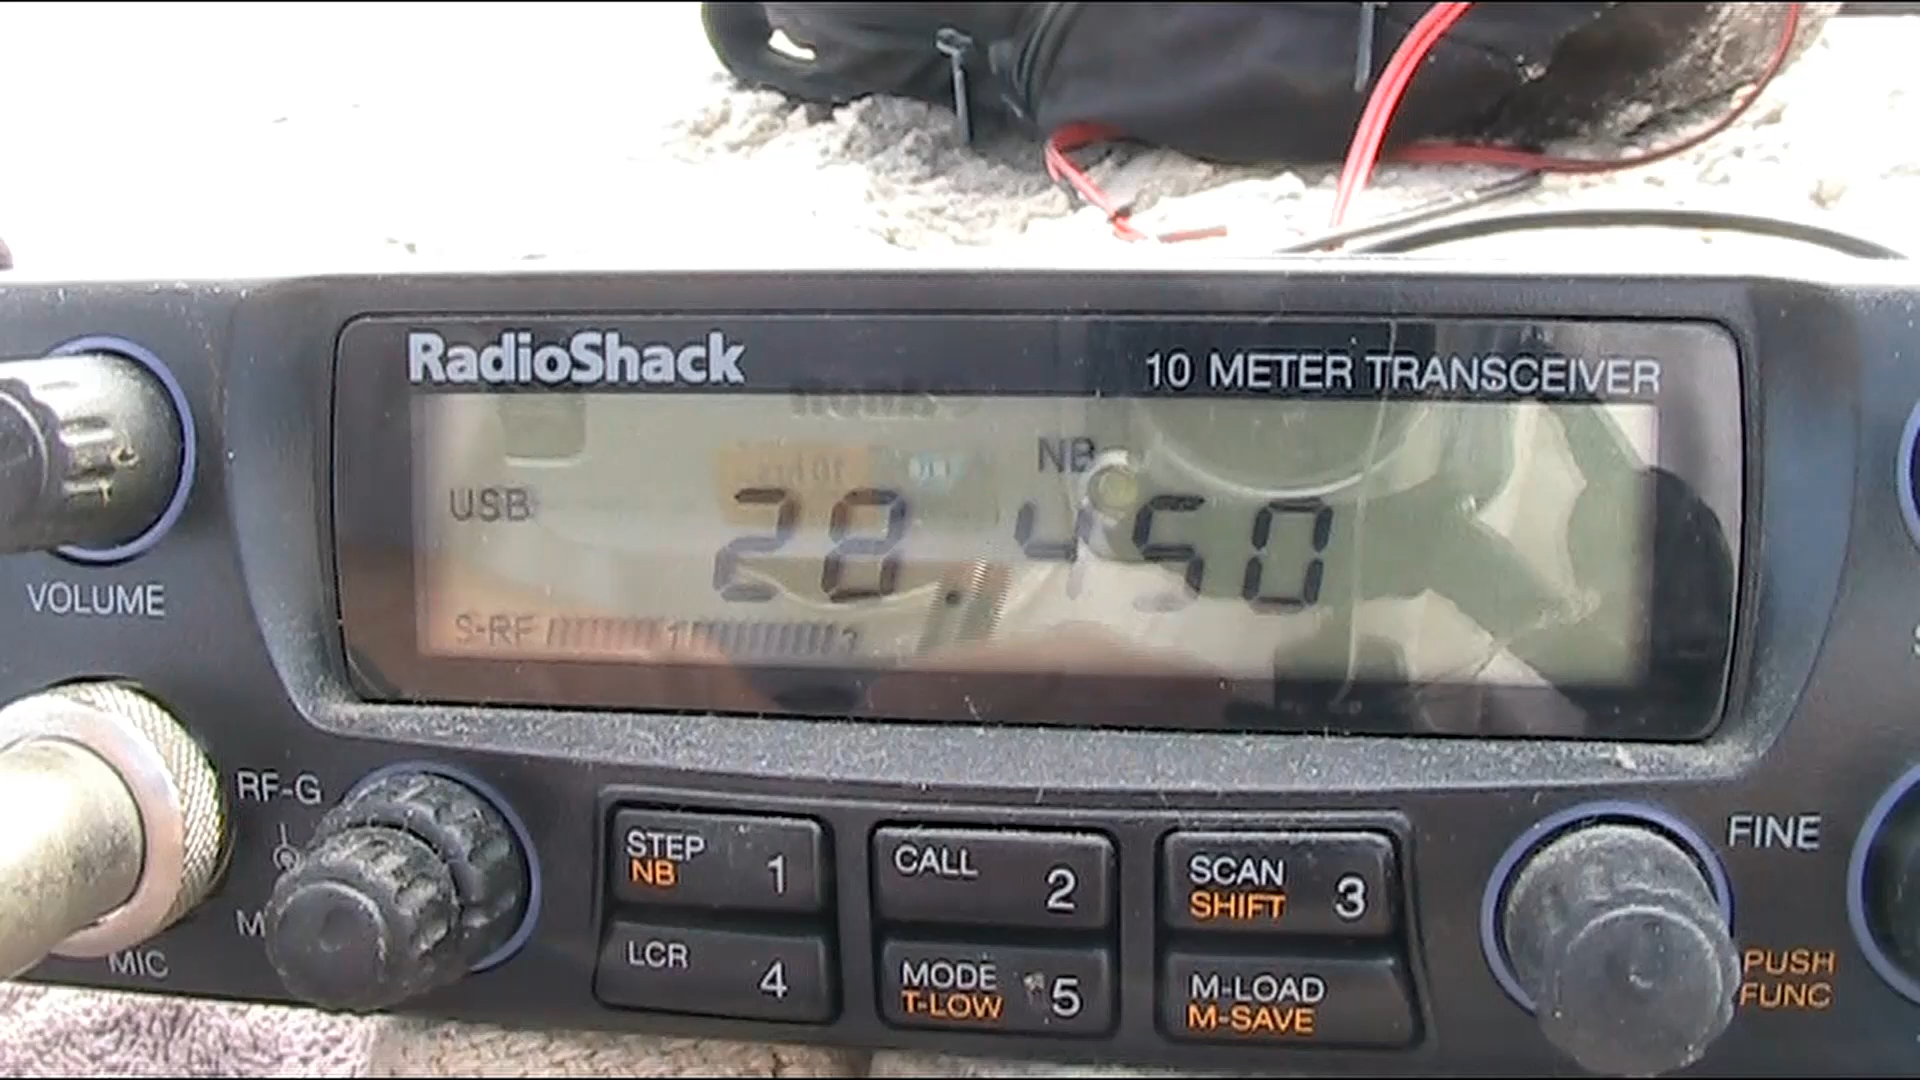 RadioShack
10 METER TRANSCEIVER
NB
USB
28.450
S-RF
VOLUME
RF-G
MIC
STEP
NB
1
CALL
2
SCAN
SHIFT
3
LCR
4
MODE
T-LOW
5
M-LOAD
M-SAVE
FINE
PUSH
FUNC